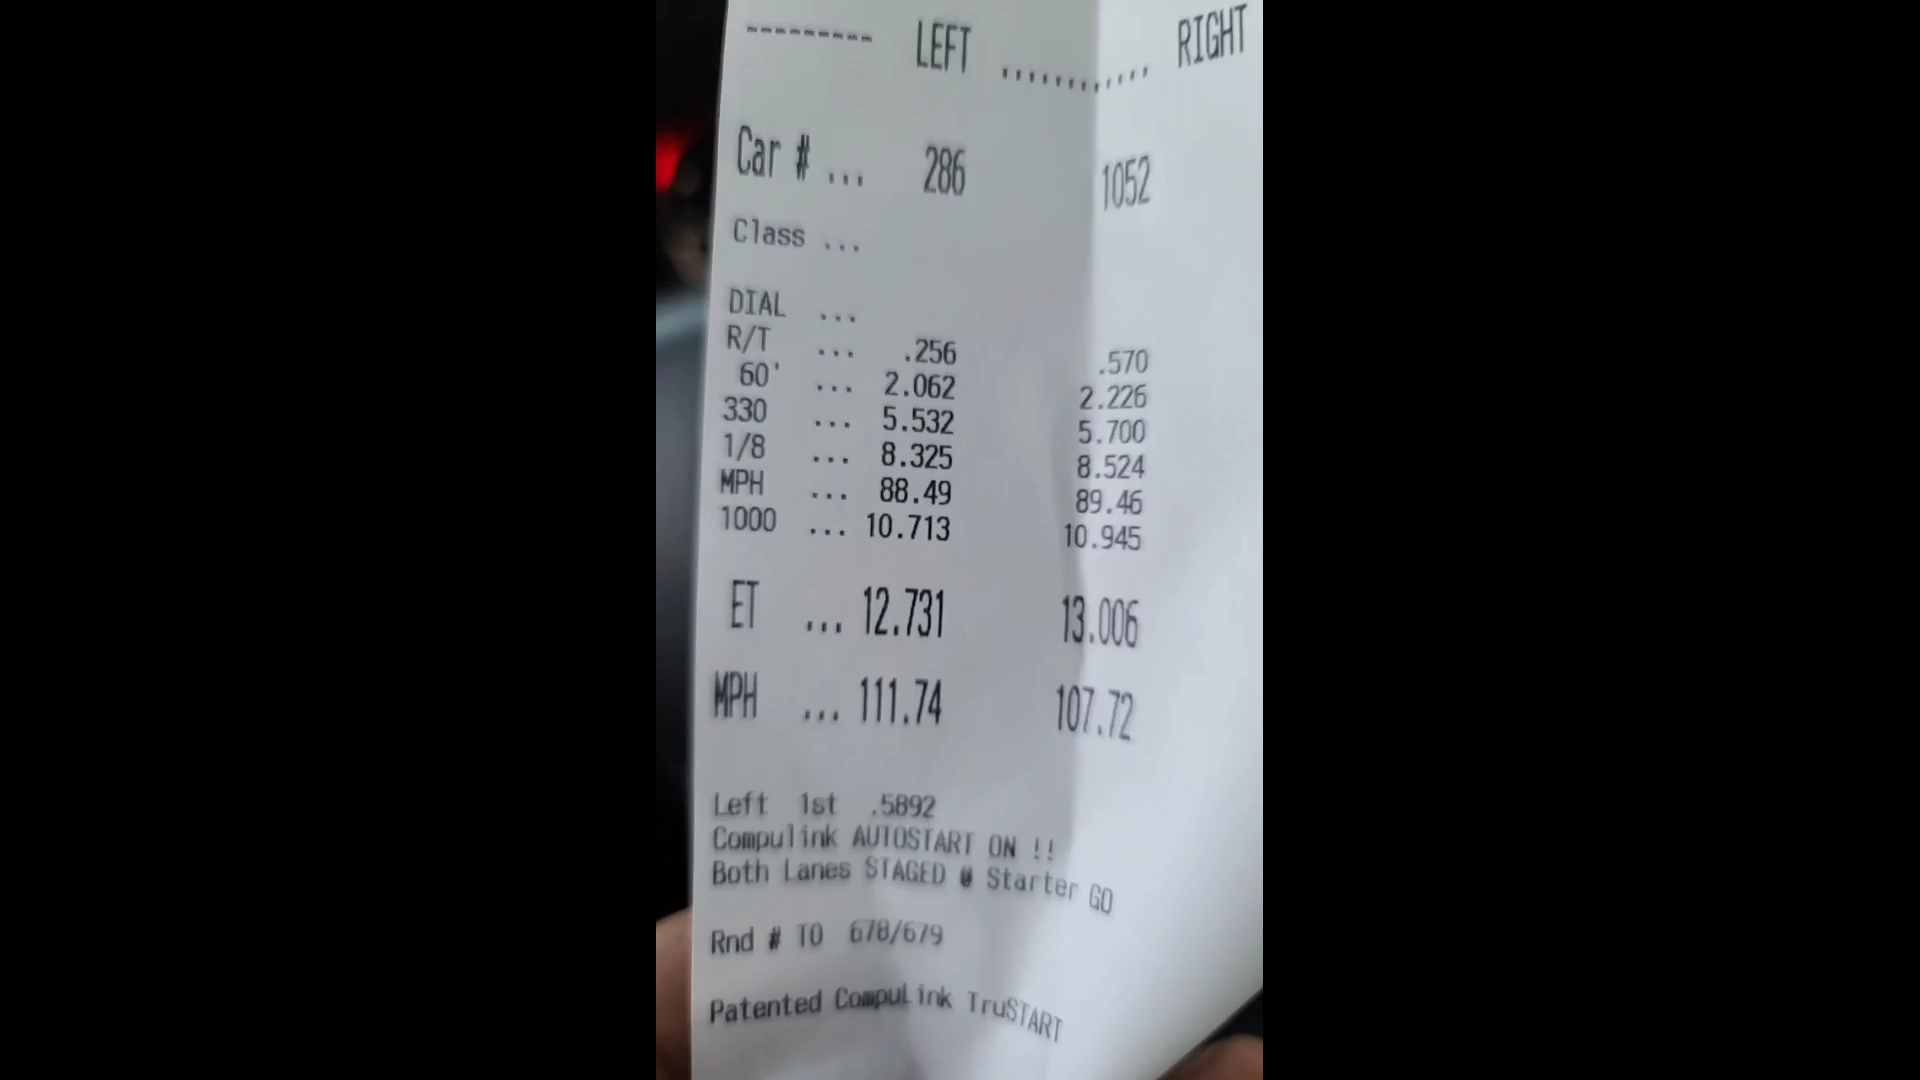 --------- LEFT ............ RIGHT
Car # ... 286 1052
Class ...
DIAL ...
R/T ... .256 .570
60' ... 2.062 2.226
330 ... 5.532 5.700
1/8 ... 8.325 8.524
MPH ... 88.49 89.46
1000 ... 10.713 10.945
ET ... 12.731 13.006
MPH ... 111.74 107.72
Left 1st .5892
Compulink AUTOSTART ON !!
Both Lanes STAGED @ Starter GO
Rnd # TO 678/679
Patented CompuLink TruSTART